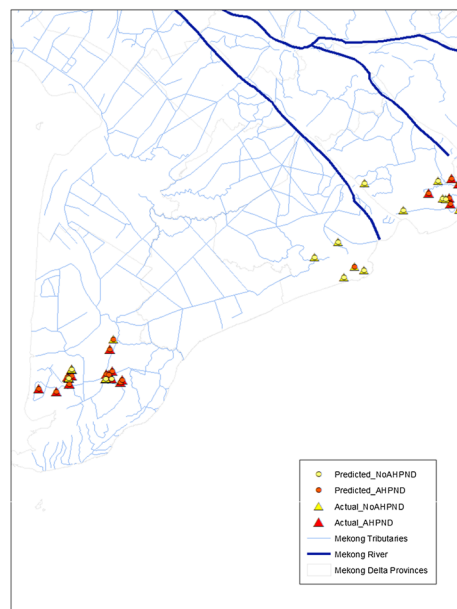 Predicted_NoAHPND
Predicted_AHPND
Actual_NoAHPND
Actual_AHPND
Mekong Tributaries
Mekong River
Mekong Delta Provinces